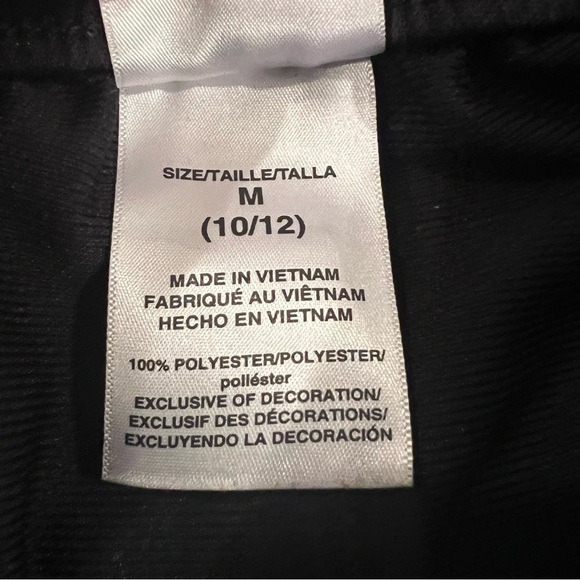 SIZE/TAILLE/TALLA
M
(10/12)
MADE IN VIETNAM
FABRIQUÉ AU VIÊTNAM
HECHO EN VIETNAM
100% POLYESTER/POLYESTER/
poliéster
EXCLUSIVE OF DECORATION/
EXCLUSIF DES DÉCORATIONS/
EXCLUYENDO LA DECORACIÓN